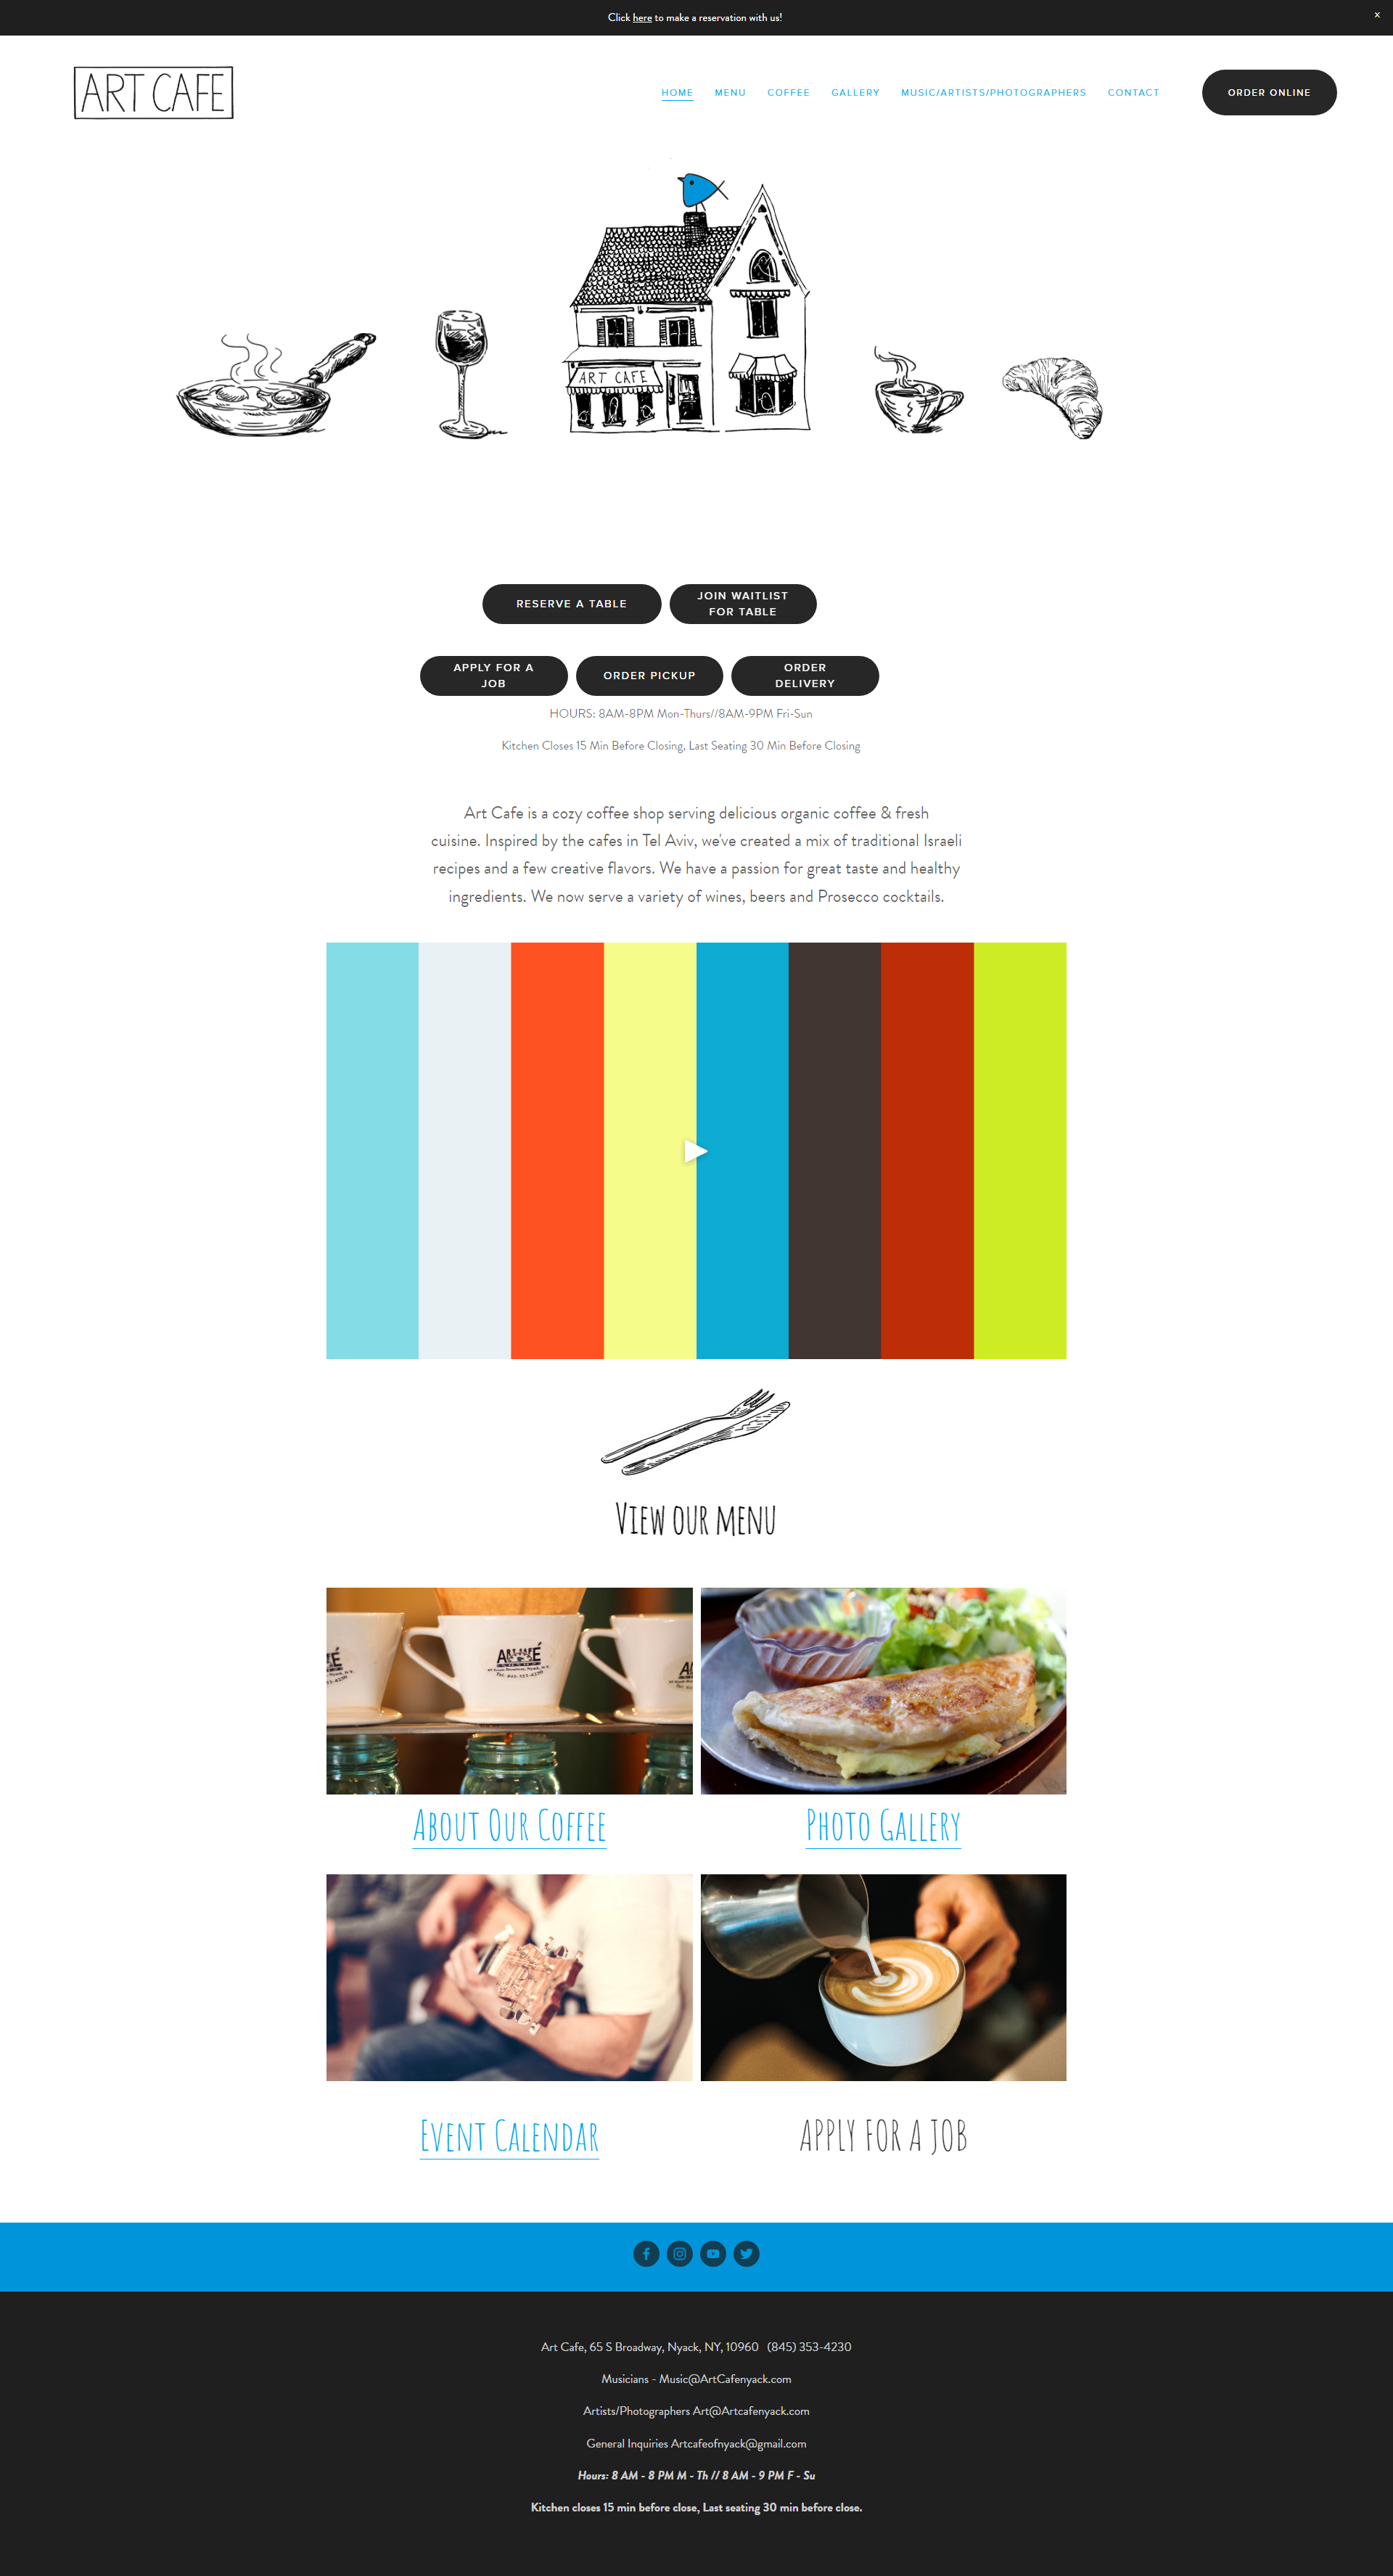 Click here to make a reservation with us!
x
ART CAFE
HOME
MENU
COFFEE
GALLERY
MUSIC/ARTISTS/PHOTOGRAPHERS
CONTACT
ORDER ONLINE
ART CAFE
RESERVE A TABLE
JOIN WAITLIST
FOR TABLE
APPLY FOR A
JOB
ORDER PICKUP
ORDER
DELIVERY
HOURS: 8AM-8PM Mon-Thurs//8AM-9PM Fri-Sun
Kitchen Closes 15 Min Before Closing, Last Seating 30 Min Before Closing
Art Cafe is a cozy coffee shop serving delicious organic coffee & fresh
cuisine. Inspired by the cafes in Tel Aviv, we've created a mix of traditional Israeli
recipes and a few creative flavors. We have a passion for great taste and healthy
ingredients. We now serve a variety of wines, beers and Prosecco cocktails.
VIEW OUR MENU
ABOUT OUR COFFEE
PHOTO GALLERY
EVENT CALENDAR
APPLY FOR A JOB
Art Cafe, 65 S Broadway, Nyack, NY, 10960 (845) 353-4230
Musicians - Music@ArtCafenyack.com
Artists/Photographers Art@Artcafenyack.com
General Inquiries Artcafeofnyack@gmail.com
Hours: 8 AM - 8 PM M - Th // 8 AM - 9 PM F - Su
Kitchen closes 15 min before close, Last seating 30 min before close.